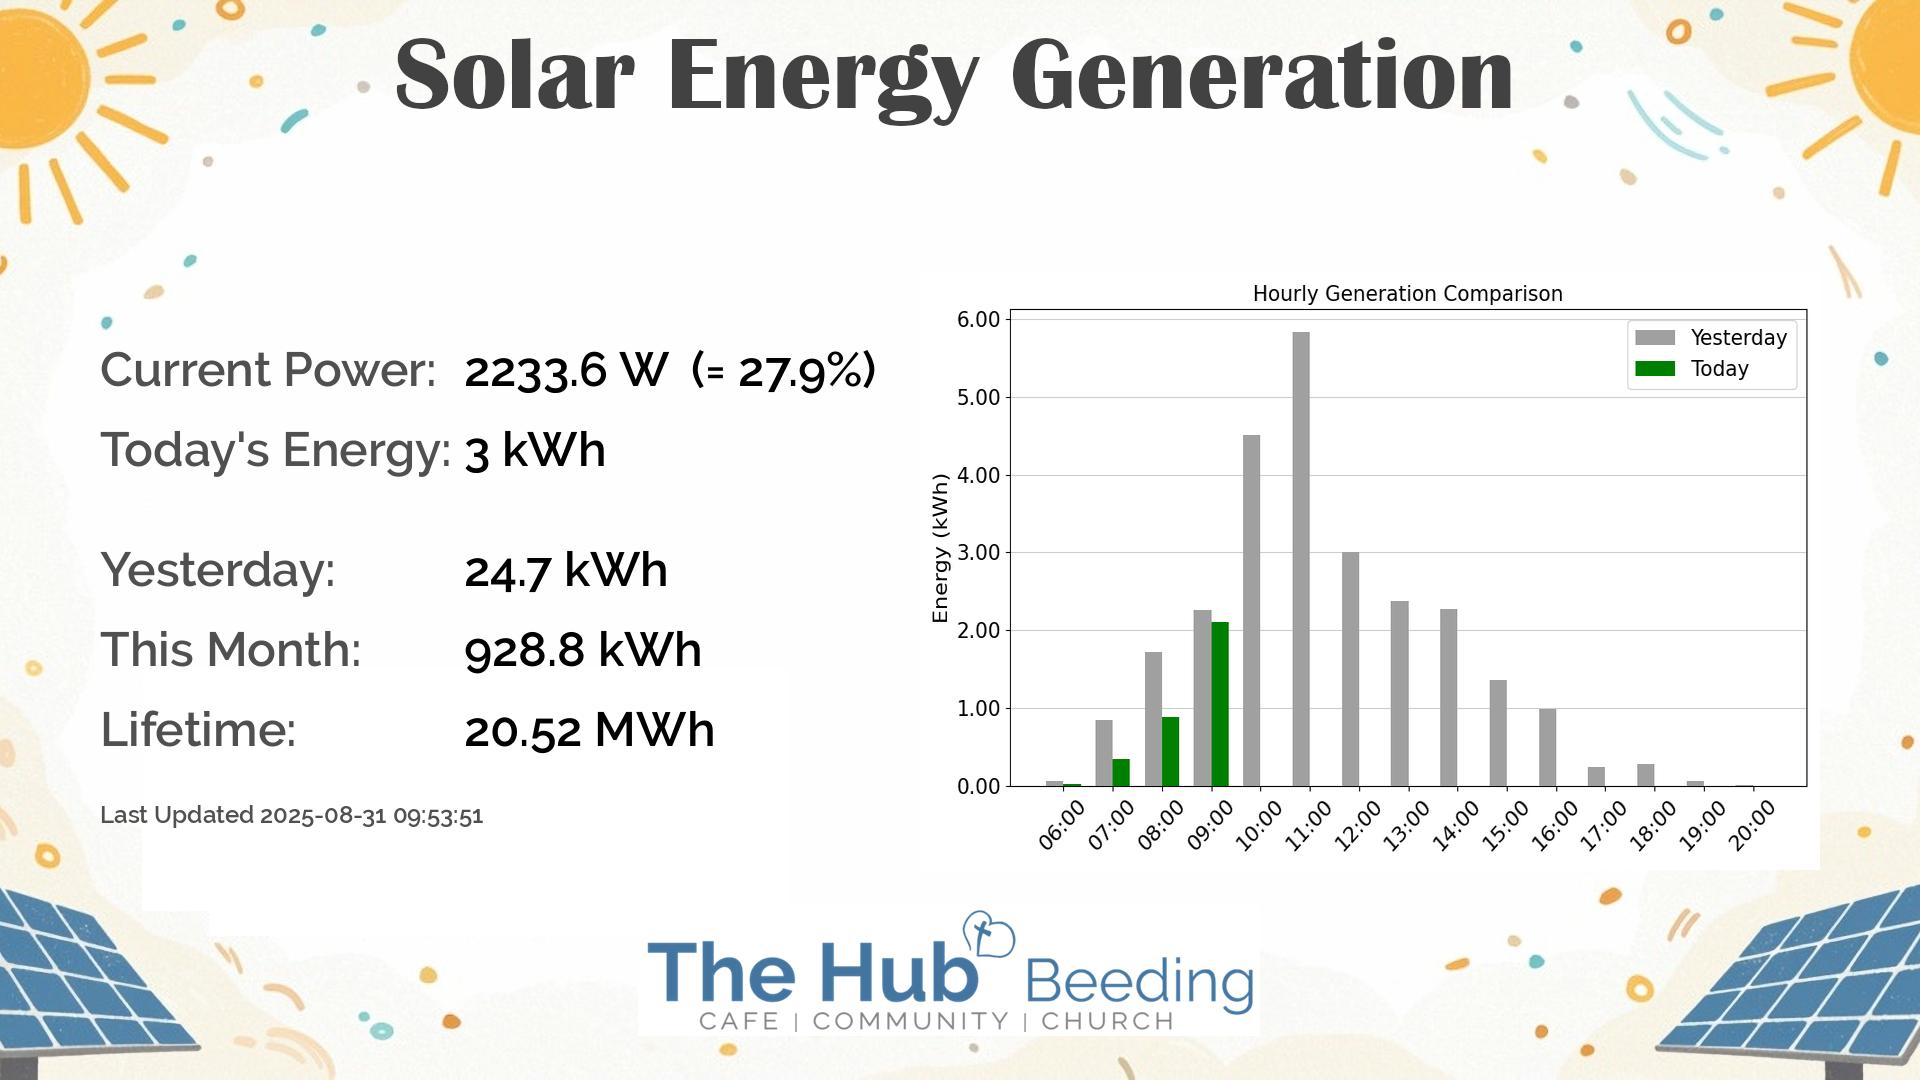 Solar Energy Generation
Current Power: 2233.6 W (= 27.9%)
Today's Energy: 3 kWh
Yesterday: 24.7 kWh
This Month: 928.8 kWh
Lifetime: 20.52 MWh
Last Updated 2025-08-31 09:53:51
Hourly Generation Comparison
Yesterday
Today
Energy (kWh)
6.00
5.00
4.00
3.00
2.00
1.00
0.00
06:00 07:00 08:00 09:00 10:00 11:00 12:00 13:00 14:00 15:00 16:00 17:00 18:00 19:00 20:00
The Hub Beeding
CAFE | COMMUNITY | CHURCH